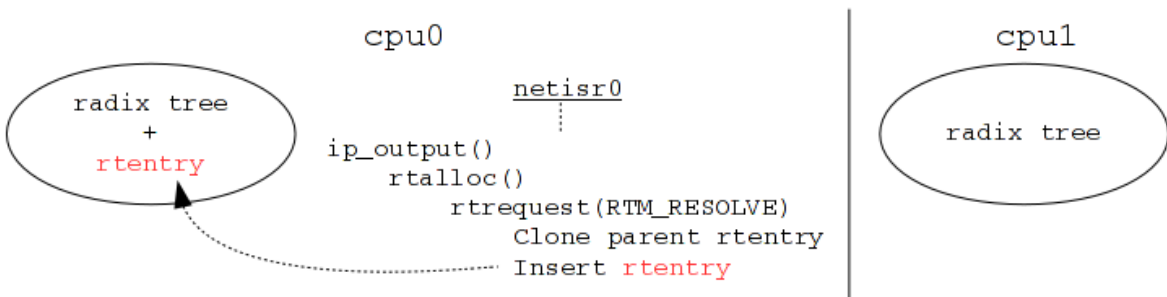 cpu0
radix tree
+
rtentry
netisr0
ip_output()
rtalloc()
rtrequest(RTM_RESOLVE)
Clone parent rtentry
Insert rtentry
cpu1
radix tree